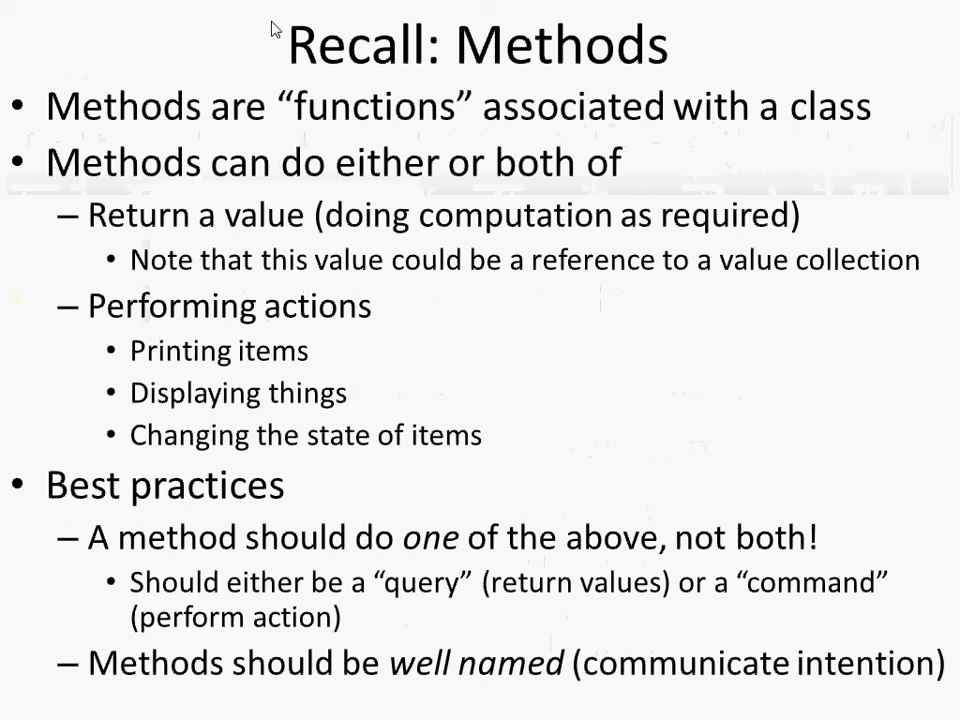 Recall: Methods
• Methods are “functions” associated with a class
• Methods can do either or both of
– Return a value (doing computation as required)
• Note that this value could be a reference to a value collection
– Performing actions
• Printing items
• Displaying things
• Changing the state of items
• Best practices
– A method should do one of the above, not both!
• Should either be a “query” (return values) or a “command”
(perform action)
– Methods should be well named (communicate intention)